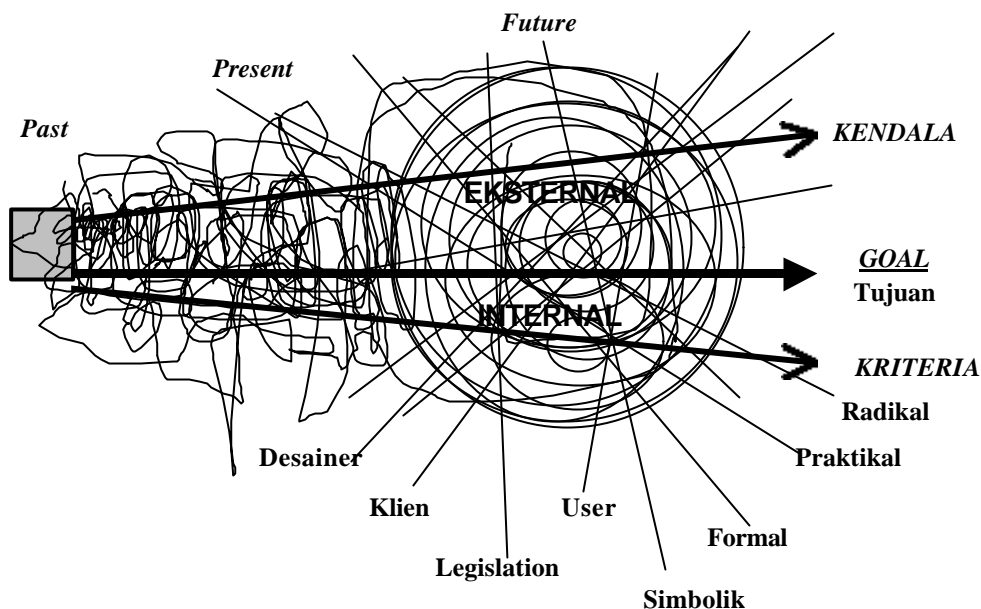 Future
Present
Past
KENDALA
EKSTERNAL
GOAL
Tujuan
INTERNAL
KRITERIA
Radikal
Desainer
Praktikal
Klien
User
Formal
Legislation
Simbolik